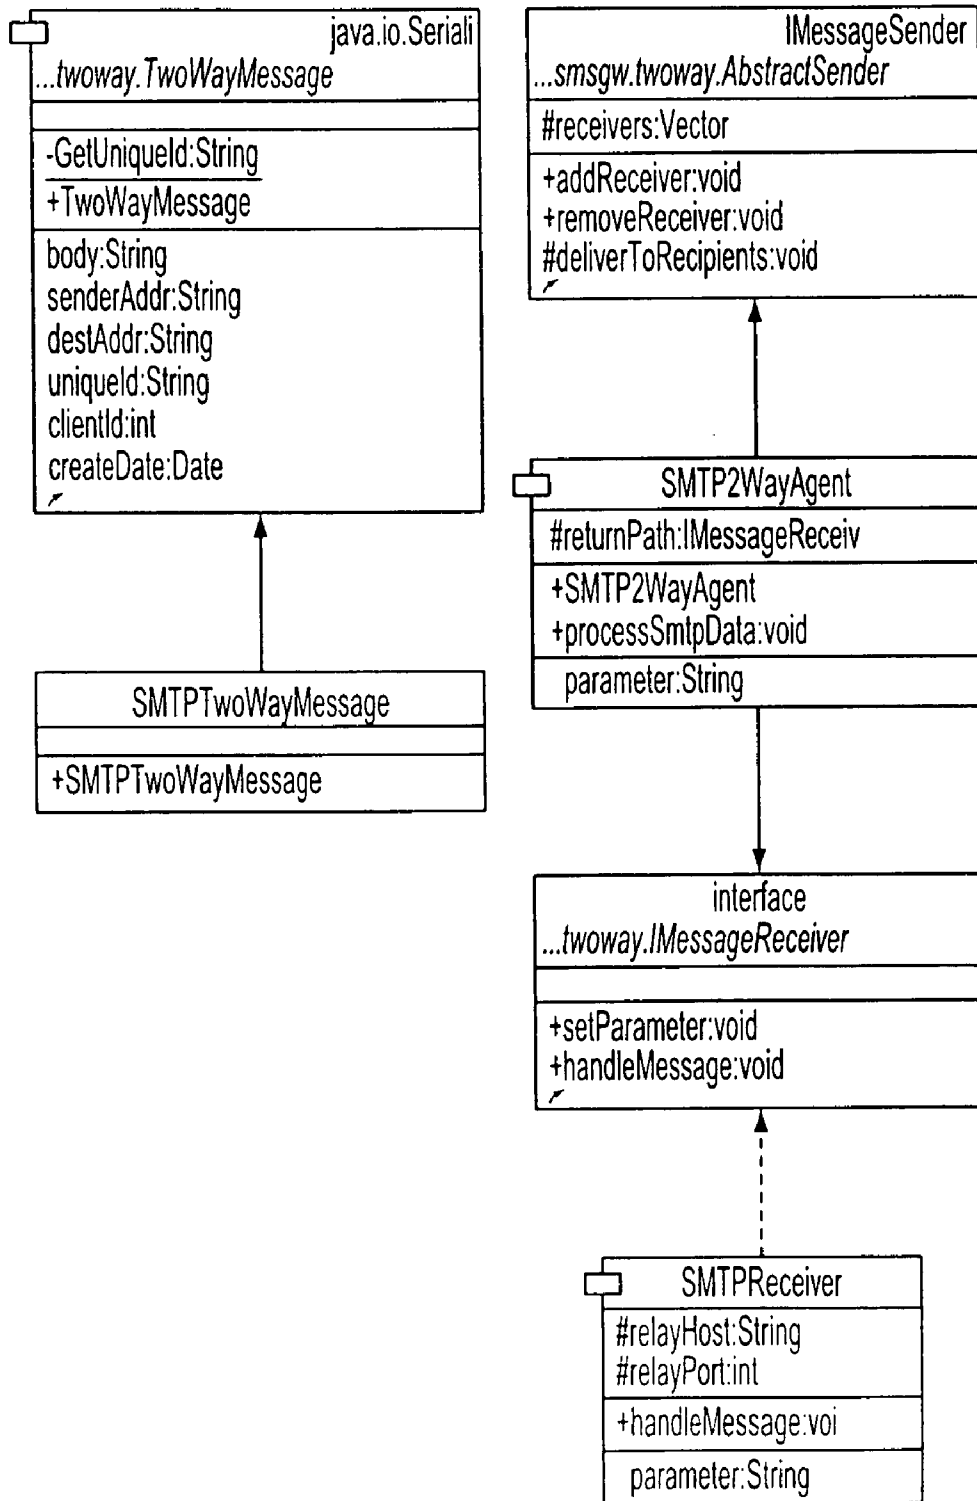 java.io.Seriali
...twoway.TwoWayMessage
-GetUniqueId:String
+TwoWayMessage
body:String
senderAddr:String
destAddr:String
uniqueId:String
clientId:int
createDate:Date
SMTPTwoWayMessage
+SMTPTwoWayMessage
IMessageSender
...smsgw.twoway.AbstractSender
#receivers:Vector
+addReceiver:void
+removeReceiver:void
#deliverToRecipients:void
SMTP2WayAgent
#returnPath:IMessageReceiv
+SMTP2WayAgent
+processSmtpData:void
parameter:String
interface
...twoway.IMessageReceiver
+setParameter:void
+handleMessage:void
SMTPReceiver
#relayHost:String
#relayPort:int
+handleMessage:voi
parameter:String